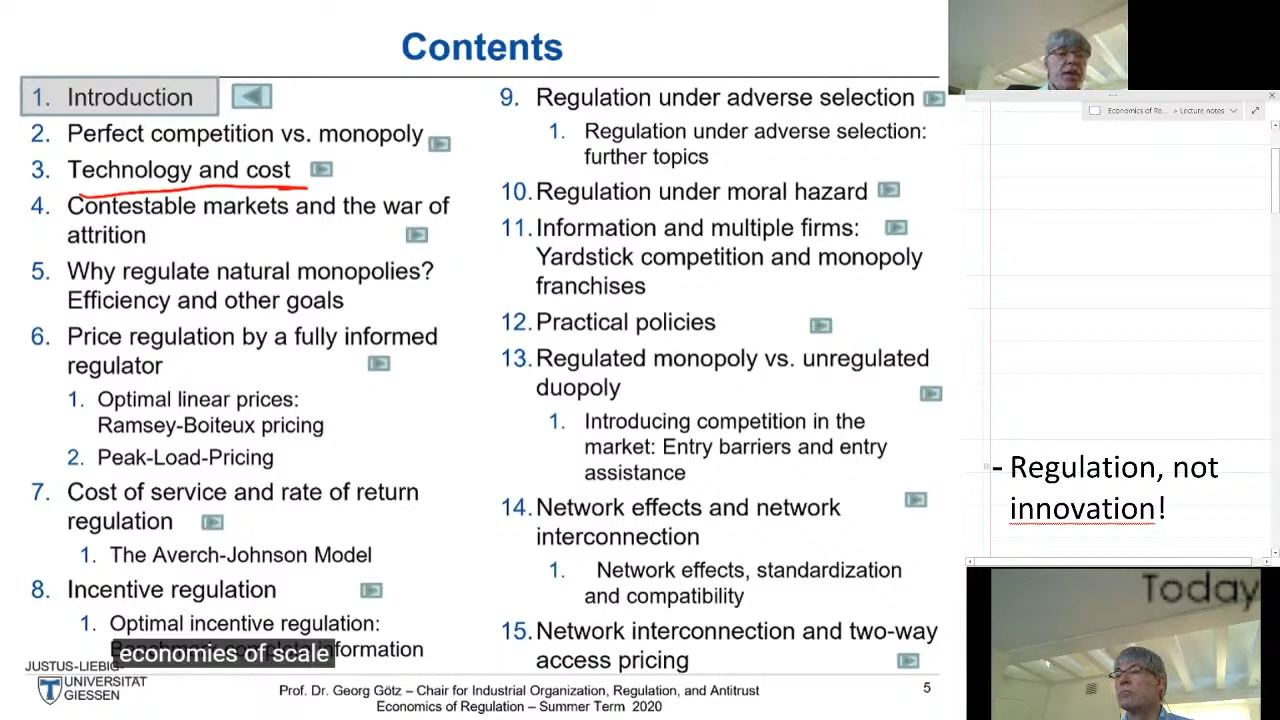 Contents
1. Introduction
2. Perfect competition vs. monopoly
3. Technology and cost
4. Contestable markets and the war of
attrition
5. Why regulate natural monopolies?
Efficiency and other goals
6. Price regulation by a fully informed
regulator
1. Optimal linear prices:
Ramsey-Boiteux pricing
2. Peak-Load-Pricing
7. Cost of service and rate of return
regulation
1. The Averch-Johnson Model
8. Incentive regulation
1. Optimal incentive regulation:
information
economies of scale
9. Regulation under adverse selection
1. Regulation under adverse selection:
further topics
10. Regulation under moral hazard
11. Information and multiple firms:
Yardstick competition and monopoly
franchises
12. Practical policies
13. Regulated monopoly vs. unregulated
duopoly
1. Introducing competition in the
market: Entry barriers and entry
assistance
14. Network effects and network
interconnection
1. Network effects, standardization
and compatibility
15. Network interconnection and two-way
access pricing
JUSTUS-LIEBIG-
UNIVERSITAT
GIESSEN
Prof. Dr. Georg Götz – Chair for Industrial Organization, Regulation, and Antitrust
Economics of Regulation – Summer Term 2020
5
Economics of Re... > Lecture notes
- Regulation, not
innovation!
Today